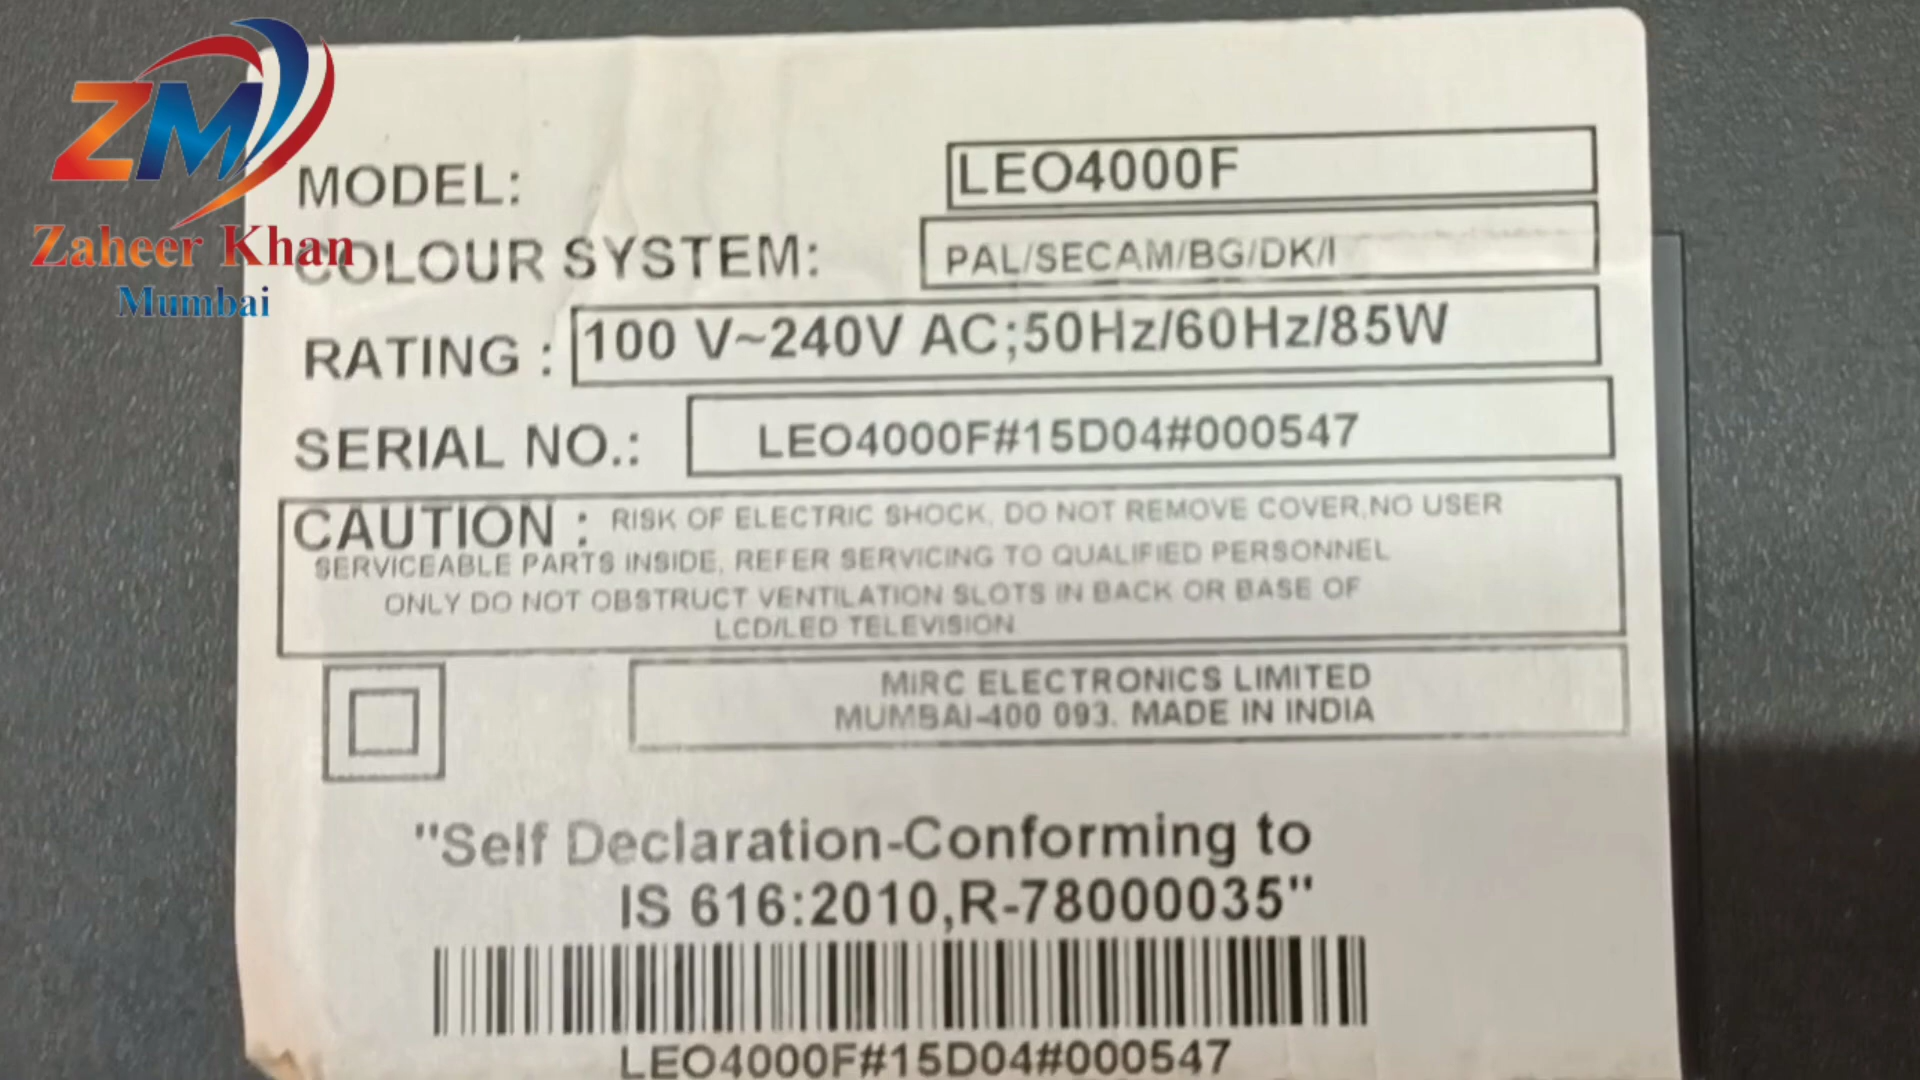 ZM
Zaheer Khan
Mumbai
MODEL: LEO4000F
COLOUR SYSTEM: PAL/SECAM/BG/DK/I
RATING : 100 V~240V AC;50Hz/60Hz/85W
SERIAL NO.: LEO4000F#15D04#000547
CAUTION : RISK OF ELECTRIC SHOCK, DO NOT REMOVE COVER,NO USER
SERVICEABLE PARTS INSIDE, REFER SERVICING TO QUALIFIED PERSONNEL
ONLY DO NOT OBSTRUCT VENTILATION SLOTS IN BACK OR BASE OF
LCD/LED TELEVISION
MIRC ELECTRONICS LIMITED
MUMBAI-400 093. MADE IN INDIA
"Self Declaration-Conforming to
IS 616:2010,R-78000035"
LEO4000F#15D04#000547